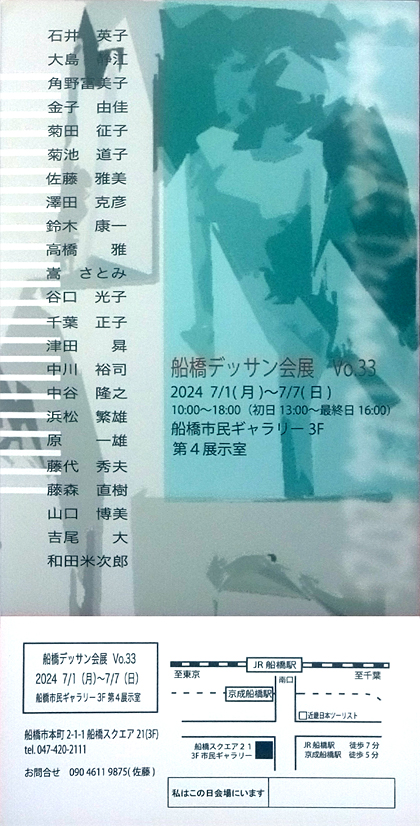 石井　英子
大島　静江
角野富美子
金子　由佳
菊田　征子
菊池　道子
佐藤　雅美
澤田　克彦
鈴木　康一
高橋　　雅
嵩　さとみ
谷口　光子
千葉　正子
津田　　昇
中川　裕司
中谷　隆之
浜松　繁雄
原　　一雄
藤代　秀夫
藤森　直樹
山口　博美
吉尾　　大
和田米次郎
船橋デッサン会展　Vo.33
2024 7/1(月)〜7/7(日)
10:00〜18:00（初日13:00〜最終日16:00)
船橋市民ギャラリー 3F
第４展示室
船橋デッサン会展 Vo.33
2024 7/1（月)〜7/7（日)
船橋市民ギャラリー 3F 第４展示室
船橋市本町 2-1-1 船橋スクエア 21(3F)
tel. 047-420-2111
お問合せ　090 4611 9875( 佐藤 )
JR 船橋駅
至東京
南口
至千葉
京成船橋駅
近畿日本ツーリスト
船橋スクエア２１
3F 市民ギャラリー
JR 船橋駅　徒歩７分
京成船橋駅　徒歩５分
私はこの日会場にいます